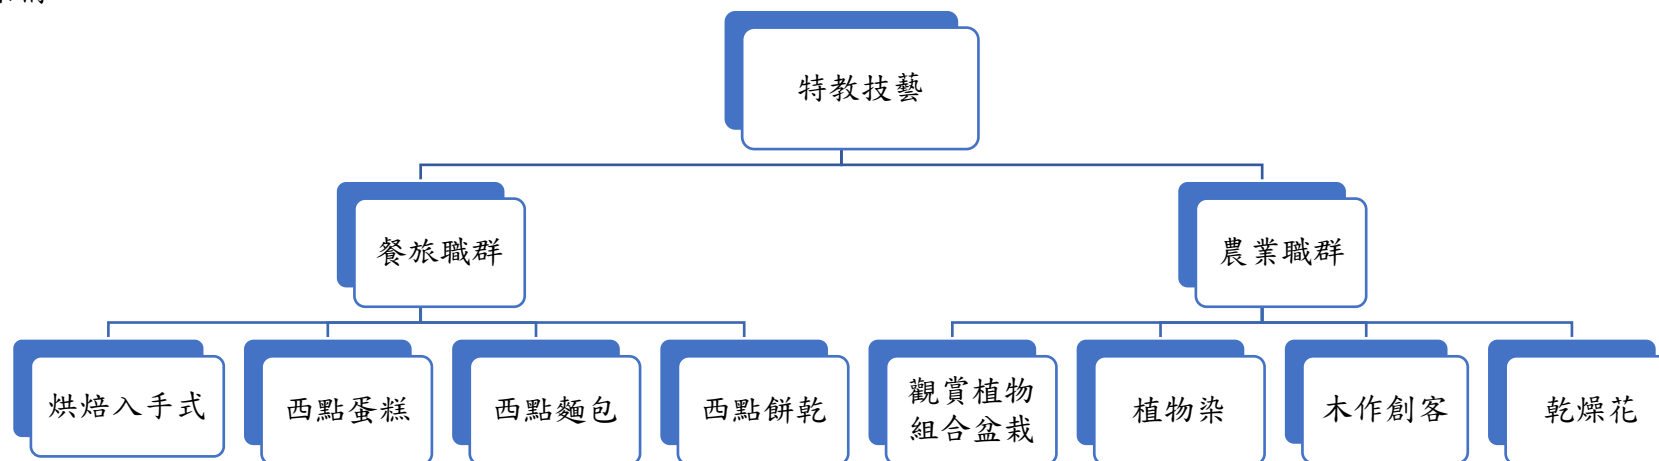 特教技藝
餐旅職群
農業職群
烘焙入手式
西點蛋糕
西點麵包
西點餅乾
觀賞植物
組合盆栽
植物染
木作創客
乾燥花